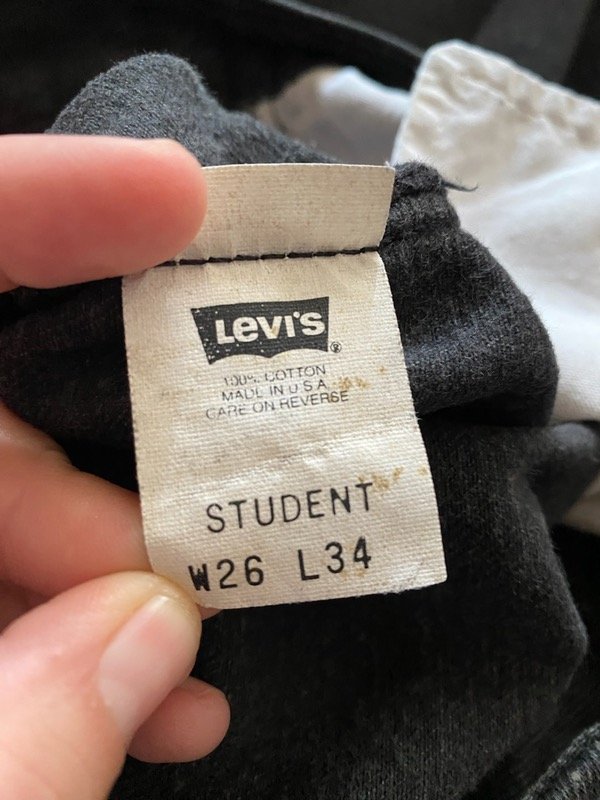 LEVI'S ®
100% COTTON
MADE IN U S A
CARE ON REVERSE
STUDENT
W26 L34